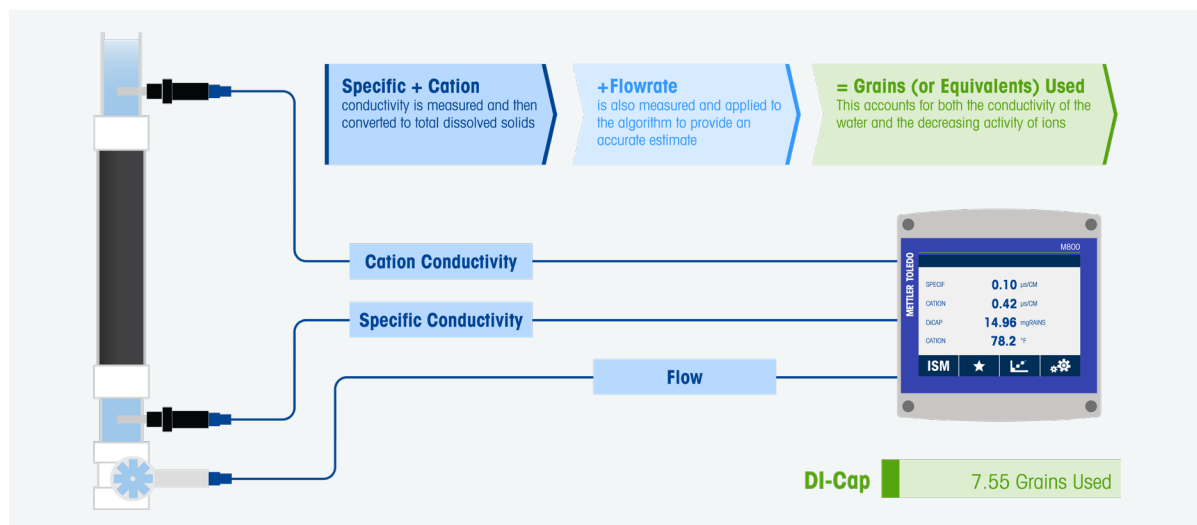 Specific + Cation
conductivity is measured and then
converted to total dissolved solids
+Flowrate
is also measured and applied to
the algorithm to provide an
accurate estimate
= Grains (or Equivalents) Used
This accounts for both the conductivity of the
water and the decreasing activity of ions
Cation Conductivity
Specific Conductivity
Flow
M800
METTLER TOLEDO
SPECIF 0.10 µs/CM
CATION 0.42 µs/CM
DiCAP 14.96 mgRAINS
CATION 78.2 °F
ISM
DI-Cap 7.55 Grains Used